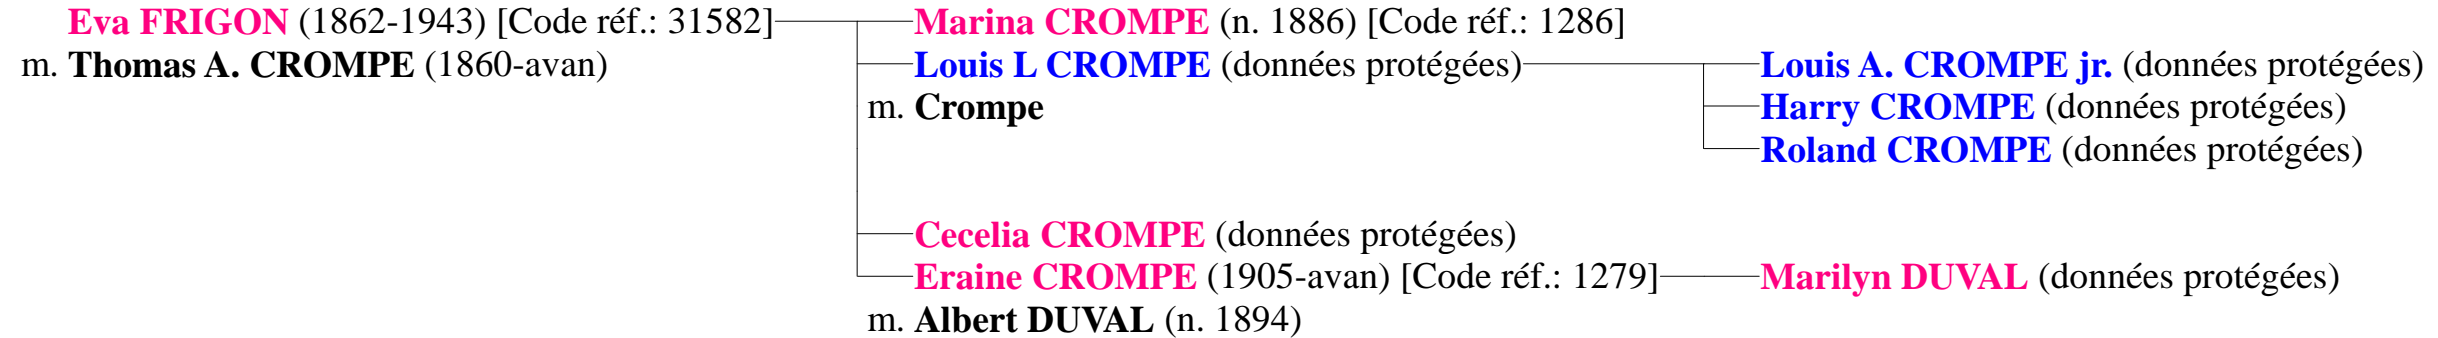 Eva FRIGON (1862-1943) [Code réf.: 31582]
m. Thomas A. CROMPE (1860-avan)
Marina CROMPE (n. 1886) [Code réf.: 1286]
Louis L CROMPE (données protégées)
m. Crompe
Louis A. CROMPE jr. (données protégées)
Harry CROMPE (données protégées)
Roland CROMPE (données protégées)
Cecelia CROMPE (données protégées)
Eraine CROMPE (1905-avan) [Code réf.: 1279]
m. Albert DUVAL (n. 1894)
Marilyn DUVAL (données protégées)